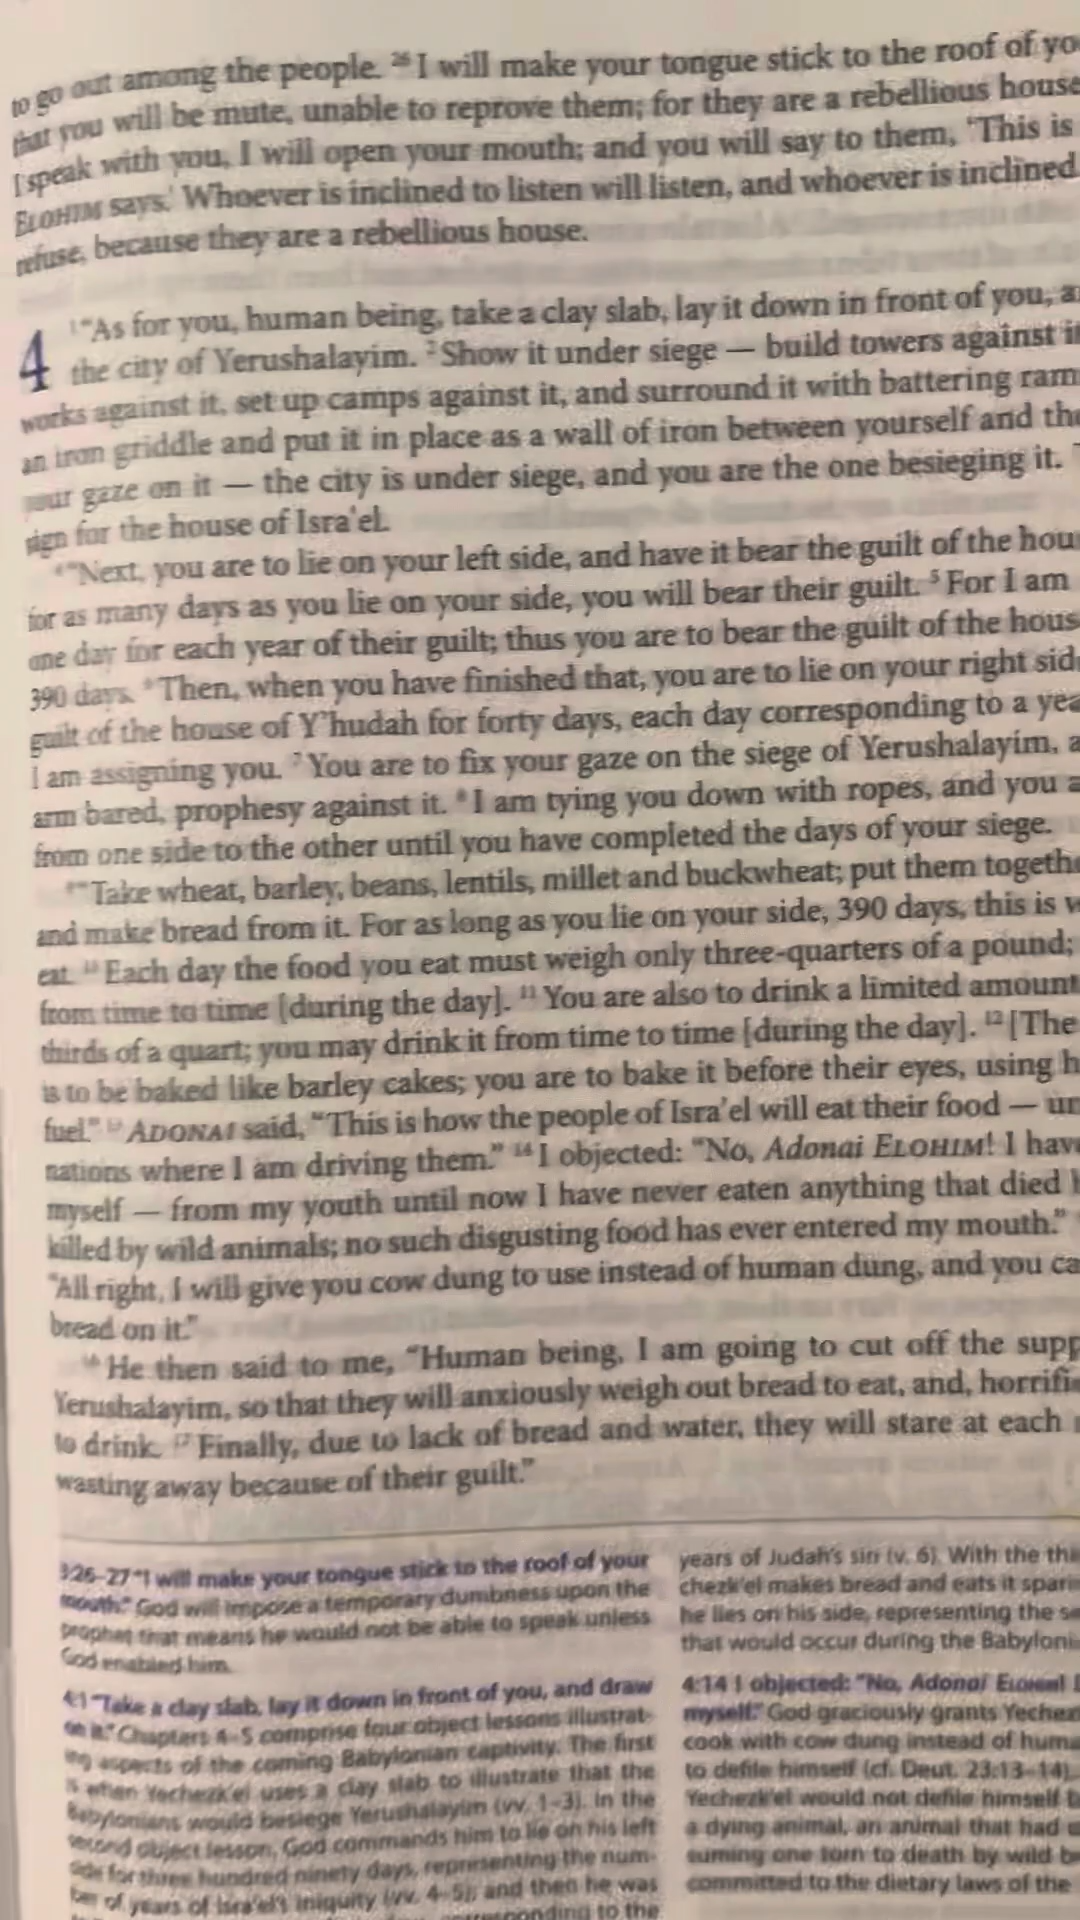 to go out among the people. 26 I will make your tongue stick to the roof of yo
that you will be mute, unable to reprove them; for they are a rebellious house
I speak with you, I will open your mouth; and you will say to them, 'This is
ELOHIM says.' Whoever is inclined to listen will listen, and whoever is inclined
refuse, because they are a rebellious house.
4 1 "As for you, human being, take a clay slab, lay it down in front of you, a
the city of Yerushalayim. 2 Show it under siege — build towers against i
works against it, set up camps against it, and surround it with battering ram
an iron griddle and put it in place as a wall of iron between yourself and the
your gaze on it — the city is under siege, and you are the one besieging it.
sign for the house of Isra'el.
4 "Next, you are to lie on your left side, and have it bear the guilt of the hou
for as many days as you lie on your side, you will bear their guilt. 5 For I am
one day for each year of their guilt; thus you are to bear the guilt of the hous
390 days. 6 Then, when you have finished that, you are to lie on your right sid
guilt of the house of Y'hudah for forty days, each day corresponding to a yea
I am assigning you. 7 You are to fix your gaze on the siege of Yerushalayim, a
arm bared, prophesy against it. 8 I am tying you down with ropes, and you a
from one side to the other until you have completed the days of your siege.
9 "Take wheat, barley, beans, lentils, millet and buckwheat; put them togethe
and make bread from it. For as long as you lie on your side, 390 days, this is w
eat. 10 Each day the food you eat must weigh only three-quarters of a pound;
from time to time [during the day]. 11 You are also to drink a limited amount
thirds of a quart; you may drink it from time to time [during the day]. 12 [The
is to be baked like barley cakes; you are to bake it before their eyes, using h
fuel." 13 ADONAI said, "This is how the people of Isra'el will eat their food — un
nations where I am driving them." 14 I objected: "No, Adonai ELOHIM! I have
myself — from my youth until now I have never eaten anything that died
killed by wild animals; no such disgusting food has ever entered my mouth."
"All right, I will give you cow dung to use instead of human dung, and you ca
bread on it."
16 He then said to me, "Human being, I am going to cut off the supp
Yerushalayim, so that they will anxiously weigh out bread to eat, and, horrifie
to drink. 17 Finally, due to lack of bread and water, they will stare at each
wasting away because of their guilt."
3:26–27 "I will make your tongue stick to the roof of your
mouth." God will impose a temporary dumbness upon the
prophet that means he would not be able to speak unless
God enabled him.
4:1 "Take a clay slab, lay it down in front of you, and draw
on it." Chapters 4–5 comprise four object lessons illustrat-
ing aspects of the coming Babylonian captivity. The first
is when Yechezk'el uses a clay slab to illustrate that the
Babylonians would besiege Yerushalayim (vv. 1–3). In the
second object lesson, God commands him to lie on his left
side for three hundred ninety days, representing the num-
ber of years of Isra'el's iniquity (vv. 4–5); and then he was
corresponding to the
years of Judah's sin (v. 6). With the thi
chezk'el makes bread and eats it spari
he lies on his side, representing the se
that would occur during the Babyloni
4:14 I objected: "No, Adonai ELOHIM! I
myself." God graciously grants Yechez
cook with cow dung instead of huma
to defile himself (cf. Deut. 23:13–14).
Yechezk'el would not defile himself b
a dying animal, an animal that had
suming one torn to death by wild b
committed to the dietary laws of the